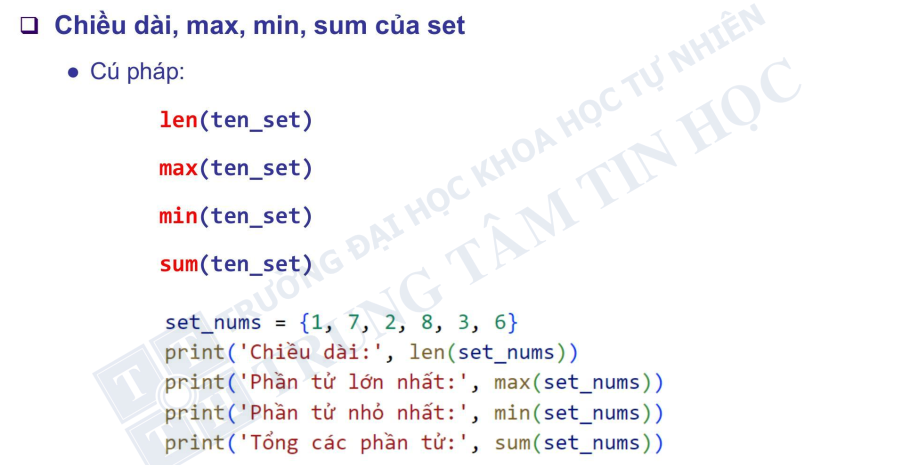 ❑ Chiều dài, max, min, sum của set
• Cú pháp:
len(ten_set)
max(ten_set)
min(ten_set)
sum(ten_set)
set_nums = {1, 7, 2, 8, 3, 6}
print('Chiều dài:', len(set_nums))
print('Phần tử lớn nhất:', max(set_nums))
print('Phần tử nhỏ nhất:', min(set_nums))
print('Tổng các phần tử:', sum(set_nums))
TRƯỜNG ĐẠI HỌC KHOA HỌC TỰ NHIÊN
TRUNG TÂM TIN HỌC